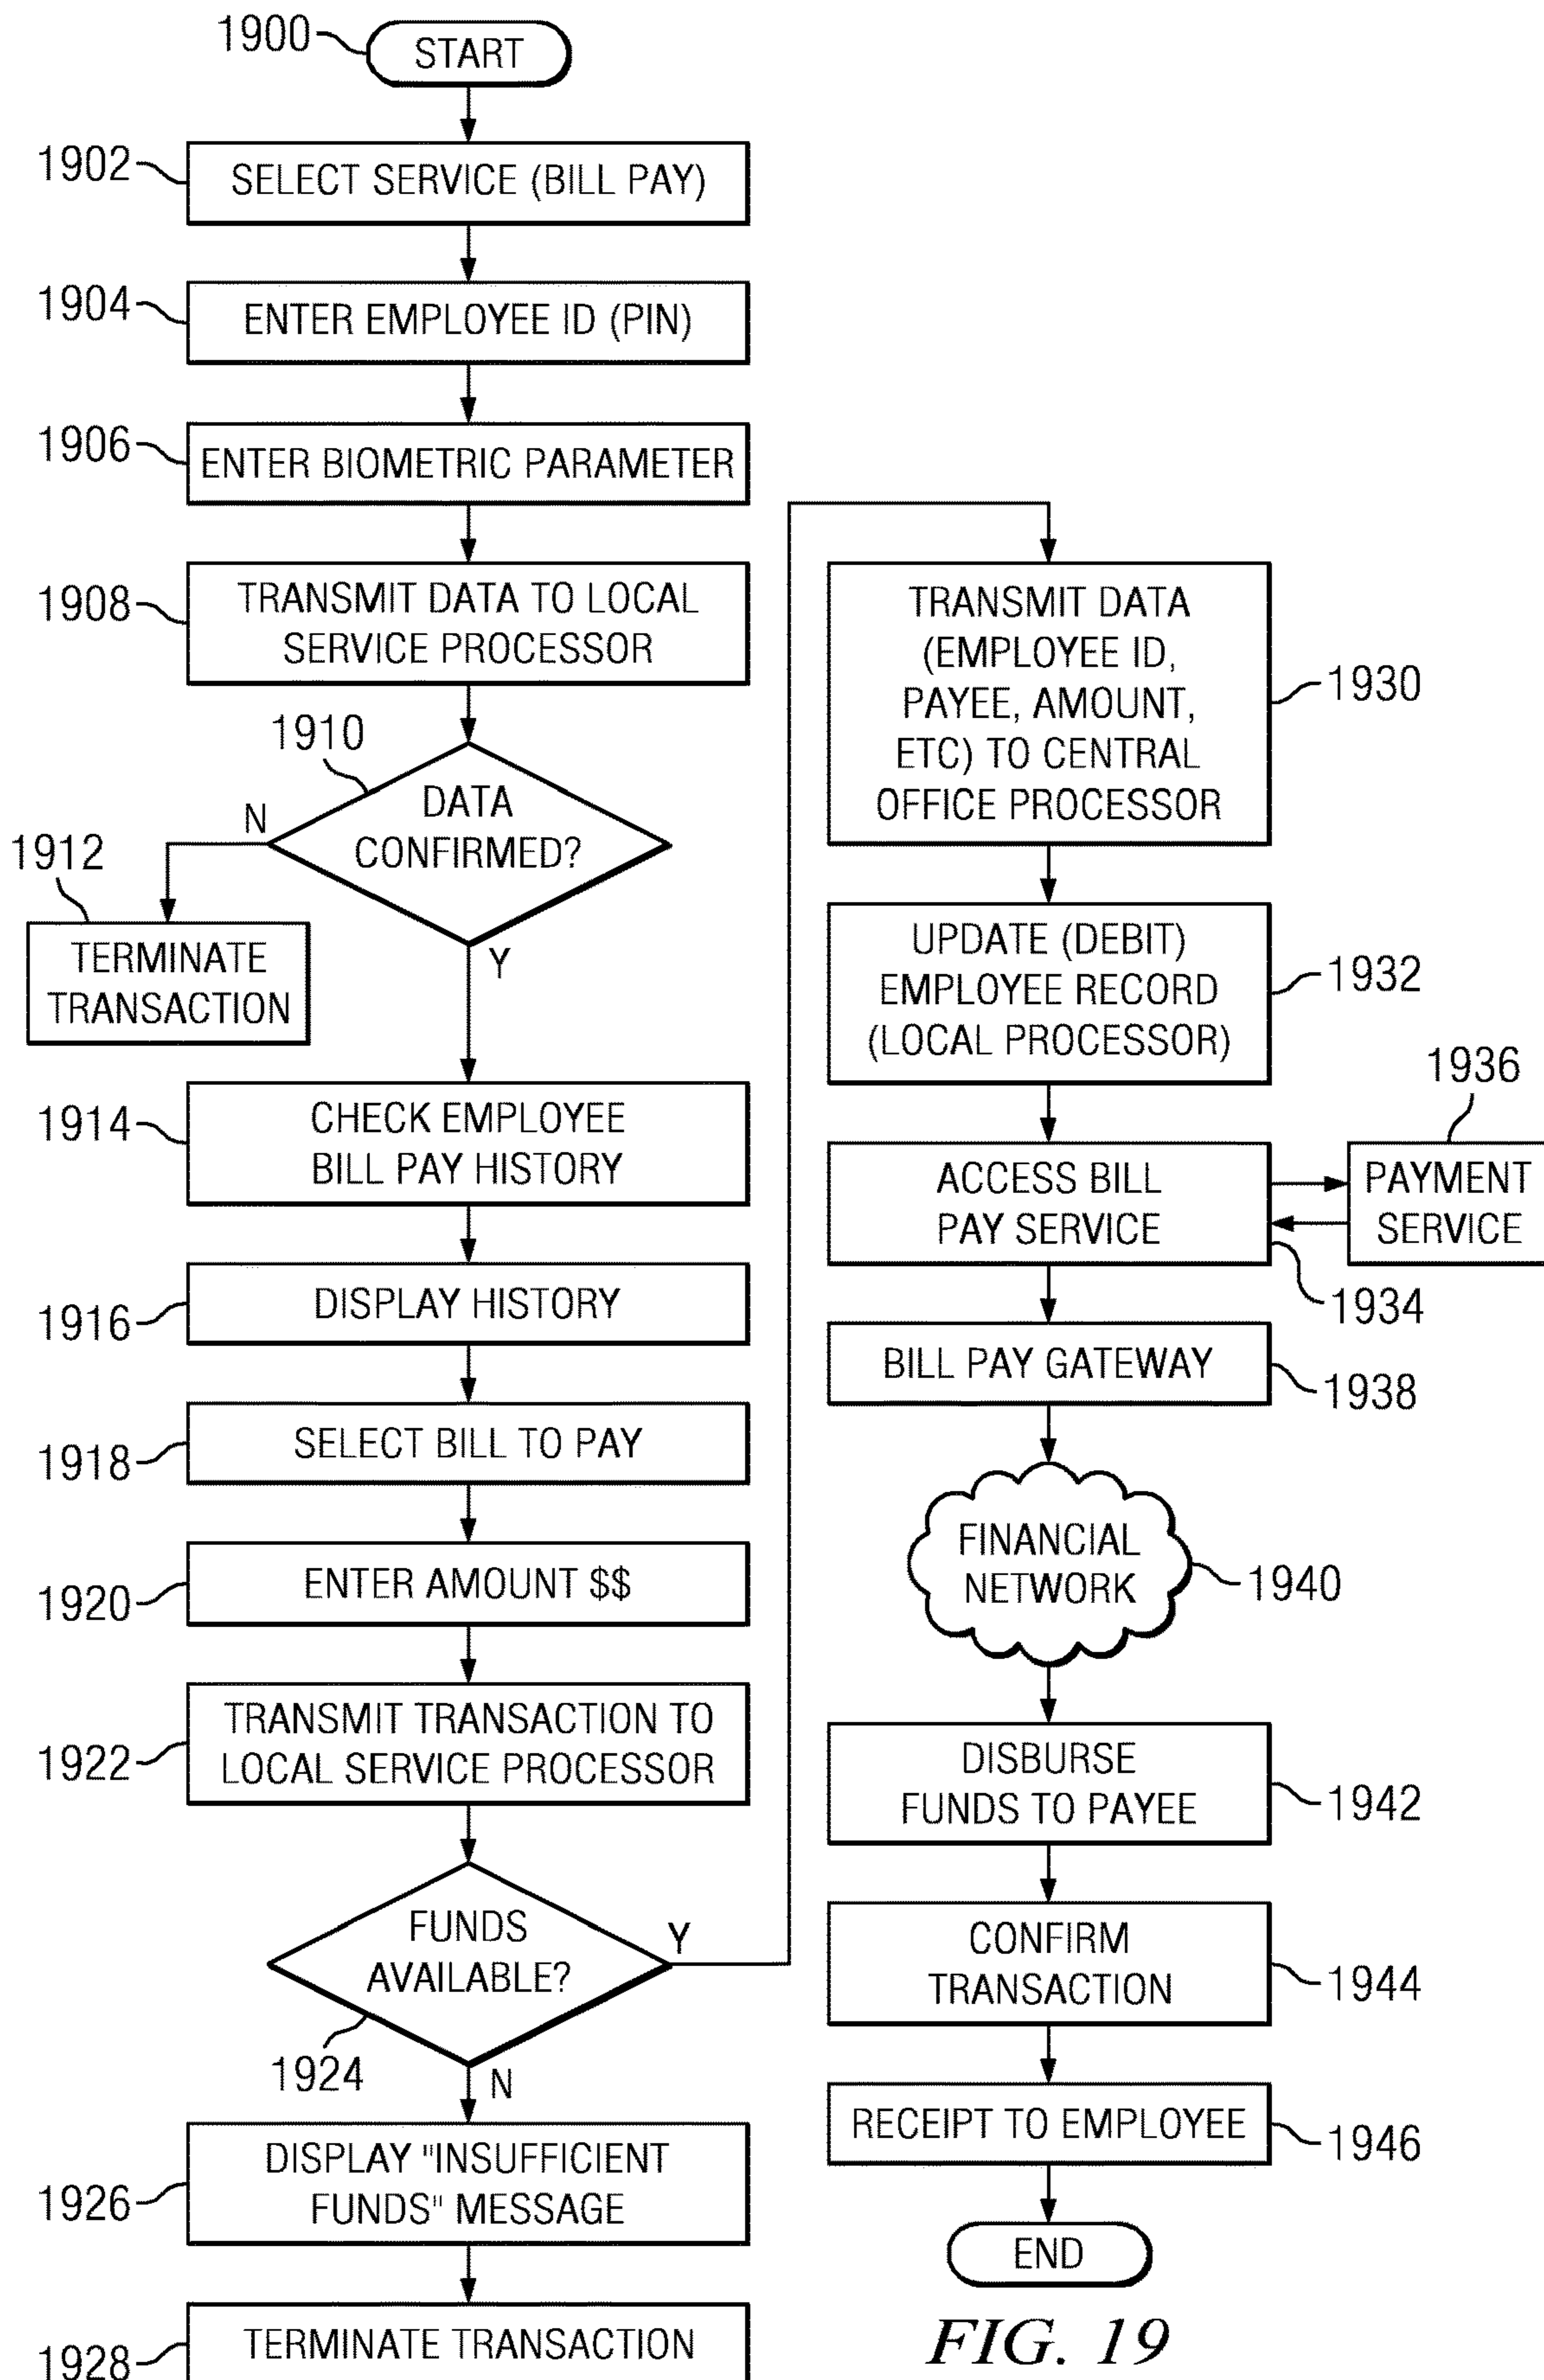 1900
START
1902
SELECT SERVICE (BILL PAY)
1904
ENTER EMPLOYEE ID (PIN)
1906
ENTER BIOMETRIC PARAMETER
1908
TRANSMIT DATA TO LOCAL
SERVICE PROCESSOR
1910
DATA
CONFIRMED?
N
Y
1912
TERMINATE
TRANSACTION
1914
CHECK EMPLOYEE
BILL PAY HISTORY
1916
DISPLAY HISTORY
1918
SELECT BILL TO PAY
1920
ENTER AMOUNT $$
1922
TRANSMIT TRANSACTION TO
LOCAL SERVICE PROCESSOR
FUNDS
AVAILABLE?
Y
1924
N
1926
DISPLAY "INSUFFICIENT
FUNDS" MESSAGE
1928
TERMINATE TRANSACTION
TRANSMIT DATA
(EMPLOYEE ID,
PAYEE, AMOUNT,
ETC) TO CENTRAL
OFFICE PROCESSOR
1930
UPDATE (DEBIT)
EMPLOYEE RECORD
(LOCAL PROCESSOR)
1932
ACCESS BILL
PAY SERVICE
1934
1936
PAYMENT
SERVICE
BILL PAY GATEWAY
1938
FINANCIAL
NETWORK
1940
DISBURSE
FUNDS TO PAYEE
1942
CONFIRM
TRANSACTION
1944
RECEIPT TO EMPLOYEE
1946
END
FIG. 19